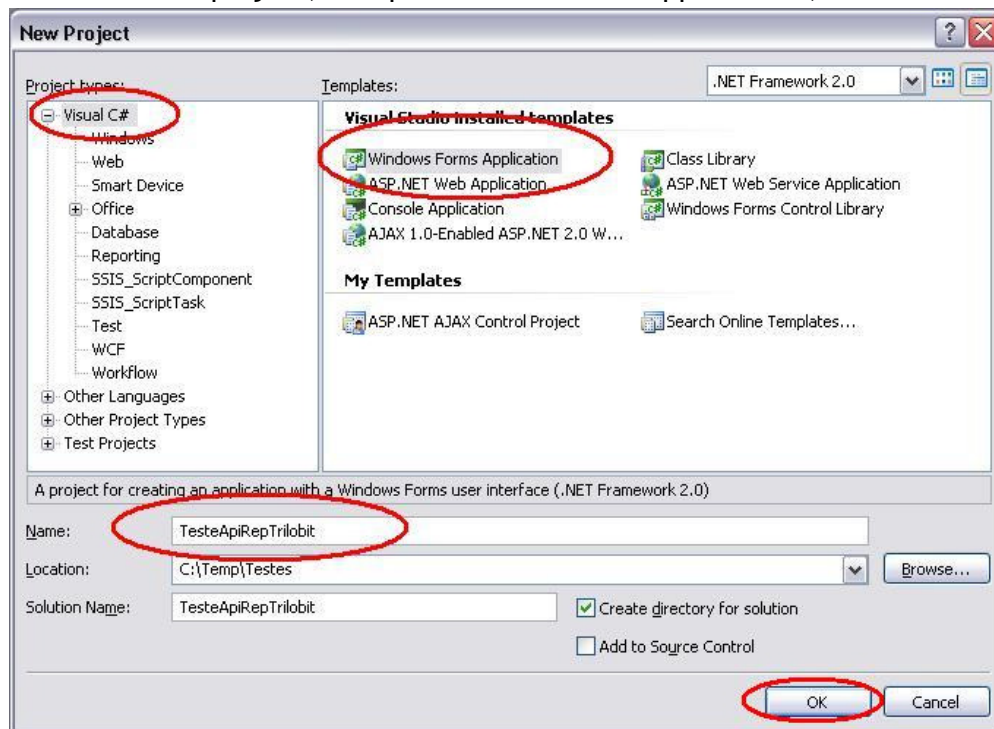 New Project
Project types:
Templates:
.NET Framework 2.0
Visual C#
Windows
Web
Smart Device
Office
Database
Reporting
SSIS_ScriptComponent
SSIS_ScriptTask
Test
WCF
Workflow
Other Languages
Other Project Types
Test Projects
Visual Studio installed templates
Windows Forms Application
ASP.NET Web Application
Console Application
AJAX 1.0-Enabled ASP.NET 2.0 W...
Class Library
ASP.NET Web Service Application
Windows Forms Control Library
My Templates
ASP.NET AJAX Control Project
Search Online Templates...
A project for creating an application with a Windows Forms user interface (.NET Framework 2.0)
Name:
TesteApiRepTrilobit
Location:
C:\Temp\Testes
Browse...
Solution Name:
TesteApiRepTrilobit
Create directory for solution
Add to Source Control
OK
Cancel